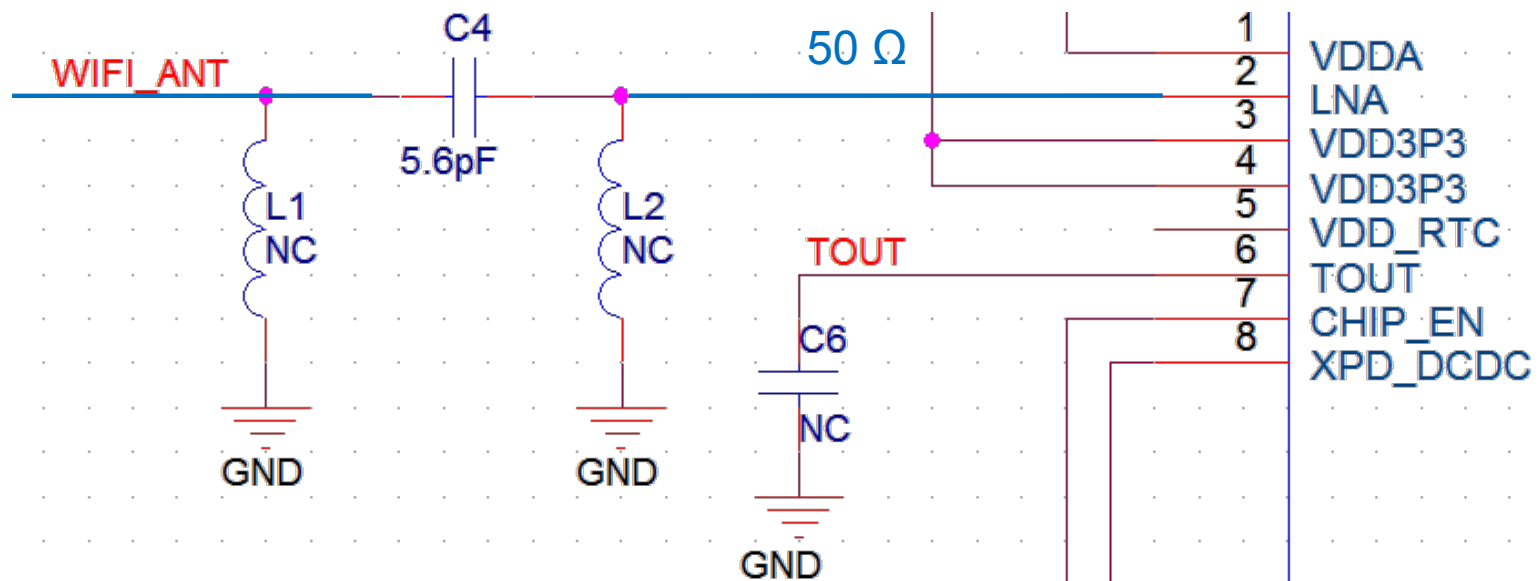 C4
50 Ω
1
VDDA
WIFI_ANT
2
LNA
3
VDD3P3
5.6pF
4
VDD3P3
L1
NC
L2
NC
5
VDD_RTC
TOUT
6
TOUT
7
CHIP_EN
C6
8
XPD_DCDC
NC
GND
GND
GND